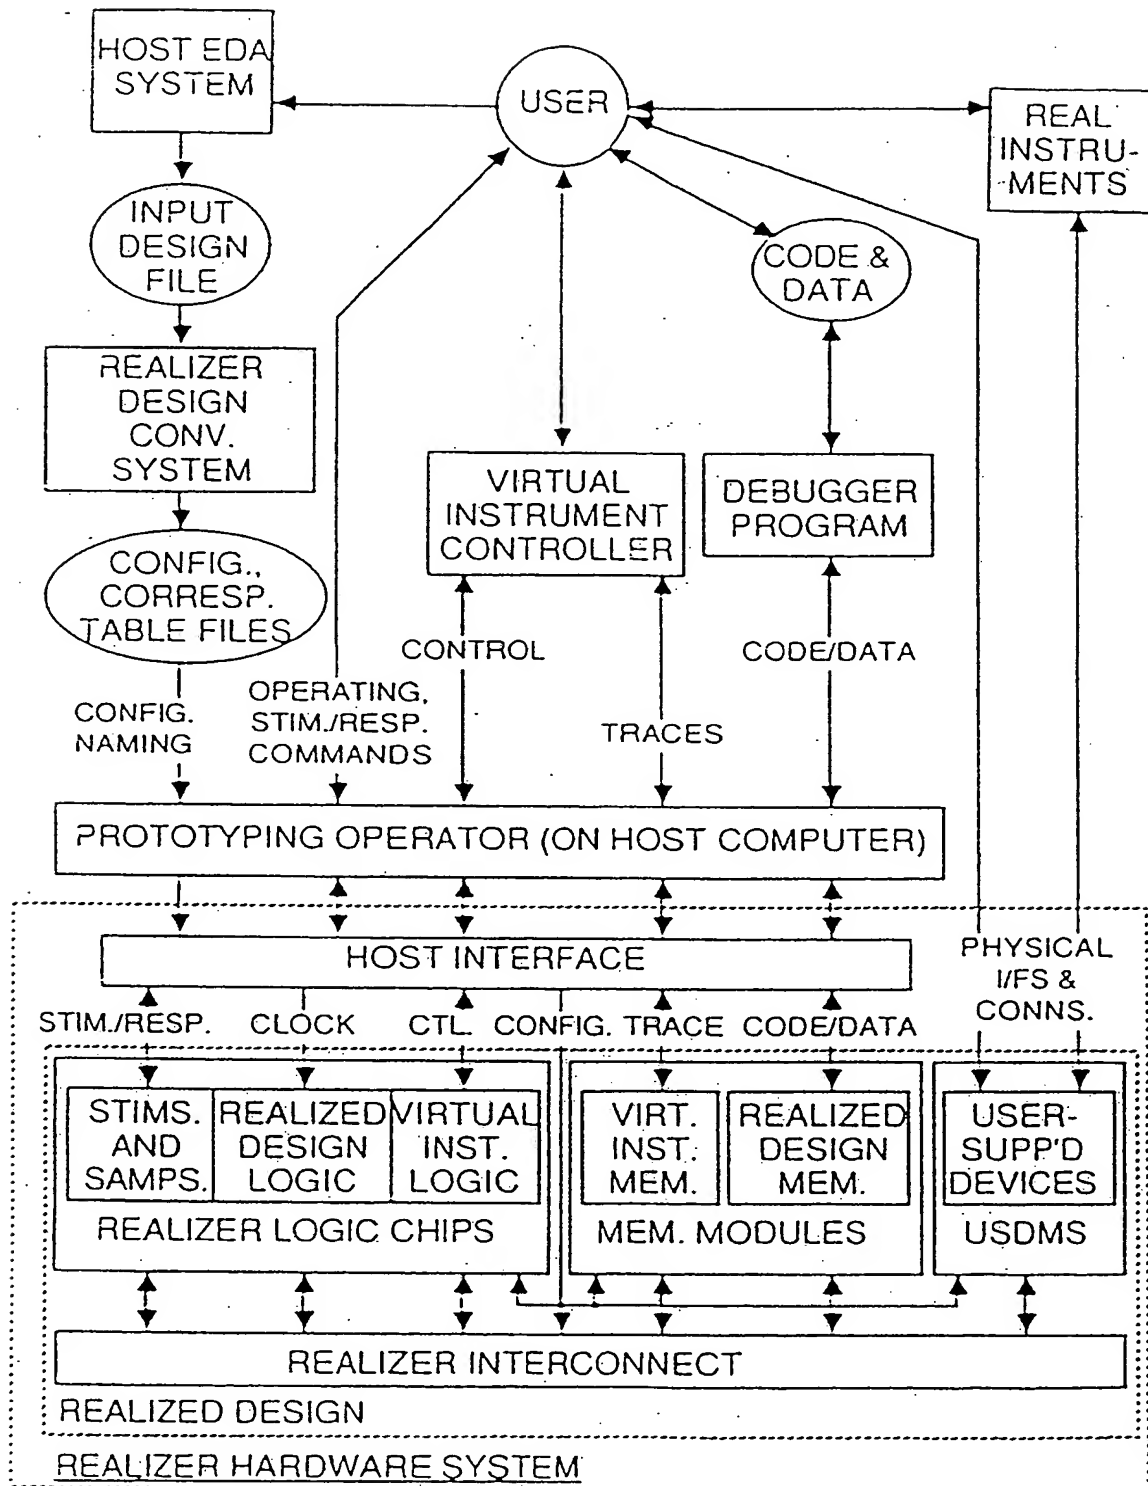 HOST EDA
SYSTEM
USER
REAL
INSTRU-
MENTS
INPUT
DESIGN
FILE
CODE &
DATA
REALIZER
DESIGN
CONV.
SYSTEM
VIRTUAL
INSTRUMENT
CONTROLLER
DEBUGGER
PROGRAM
CONFIG.,
CORRESP.
TABLE FILES
CONTROL
CODE/DATA
CONFIG.
NAMING
OPERATING,
STIM./RESP.
COMMANDS
TRACES
PROTOTYPING OPERATOR (ON HOST COMPUTER)
HOST INTERFACE
PHYSICAL
I/FS &
CONNS.
STIM./RESP.
CLOCK
CTL.
CONFIG.
TRACE
CODE/DATA
STIMS.
AND
SAMPS.
REALIZED
DESIGN
LOGIC
VIRTUAL
INST.
LOGIC
VIRT.
INST.
MEM.
REALIZED
DESIGN
MEM.
USER-
SUPP'D
DEVICES
REALIZER LOGIC CHIPS
MEM. MODULES
USDMS
REALIZER INTERCONNECT
REALIZED DESIGN
REALIZER HARDWARE SYSTEM